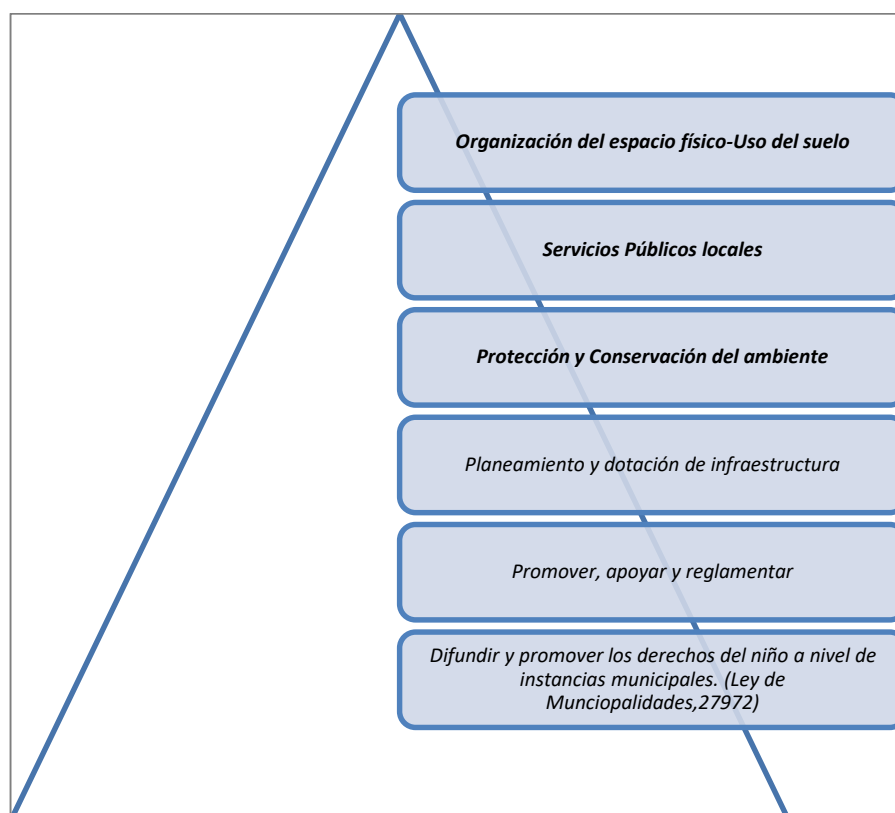 Organización del espacio físico-Uso del suelo
Servicios Públicos locales
Protección y Conservación del ambiente
Planeamiento y dotación de infraestructura
Promover, apoyar y reglamentar
Difundir y promover los derechos del niño a nivel de
instancias municipales. (Ley de
Munciopalidades,27972)